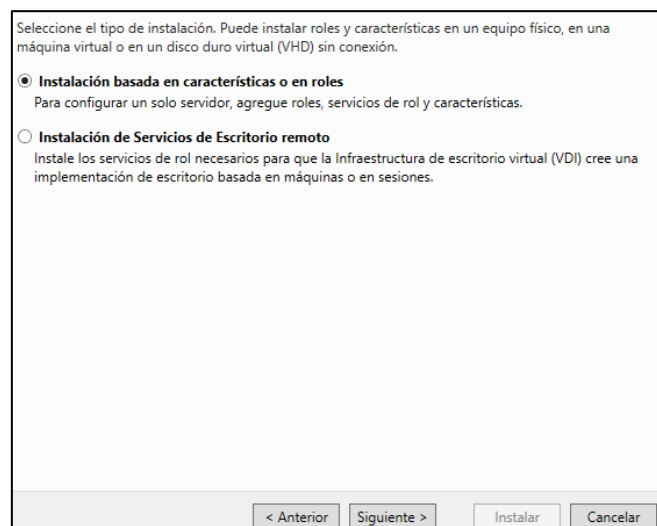 Seleccione el tipo de instalación. Puede instalar roles y características en un equipo físico, en una
máquina virtual o en un disco duro virtual (VHD) sin conexión.
Instalación basada en características o en roles
Para configurar un solo servidor, agregue roles, servicios de rol y características.
Instalación de Servicios de Escritorio remoto
Instale los servicios de rol necesarios para que la Infraestructura de escritorio virtual (VDI) cree una
implementación de escritorio basada en máquinas o en sesiones.
< Anterior Siguiente > Instalar Cancelar